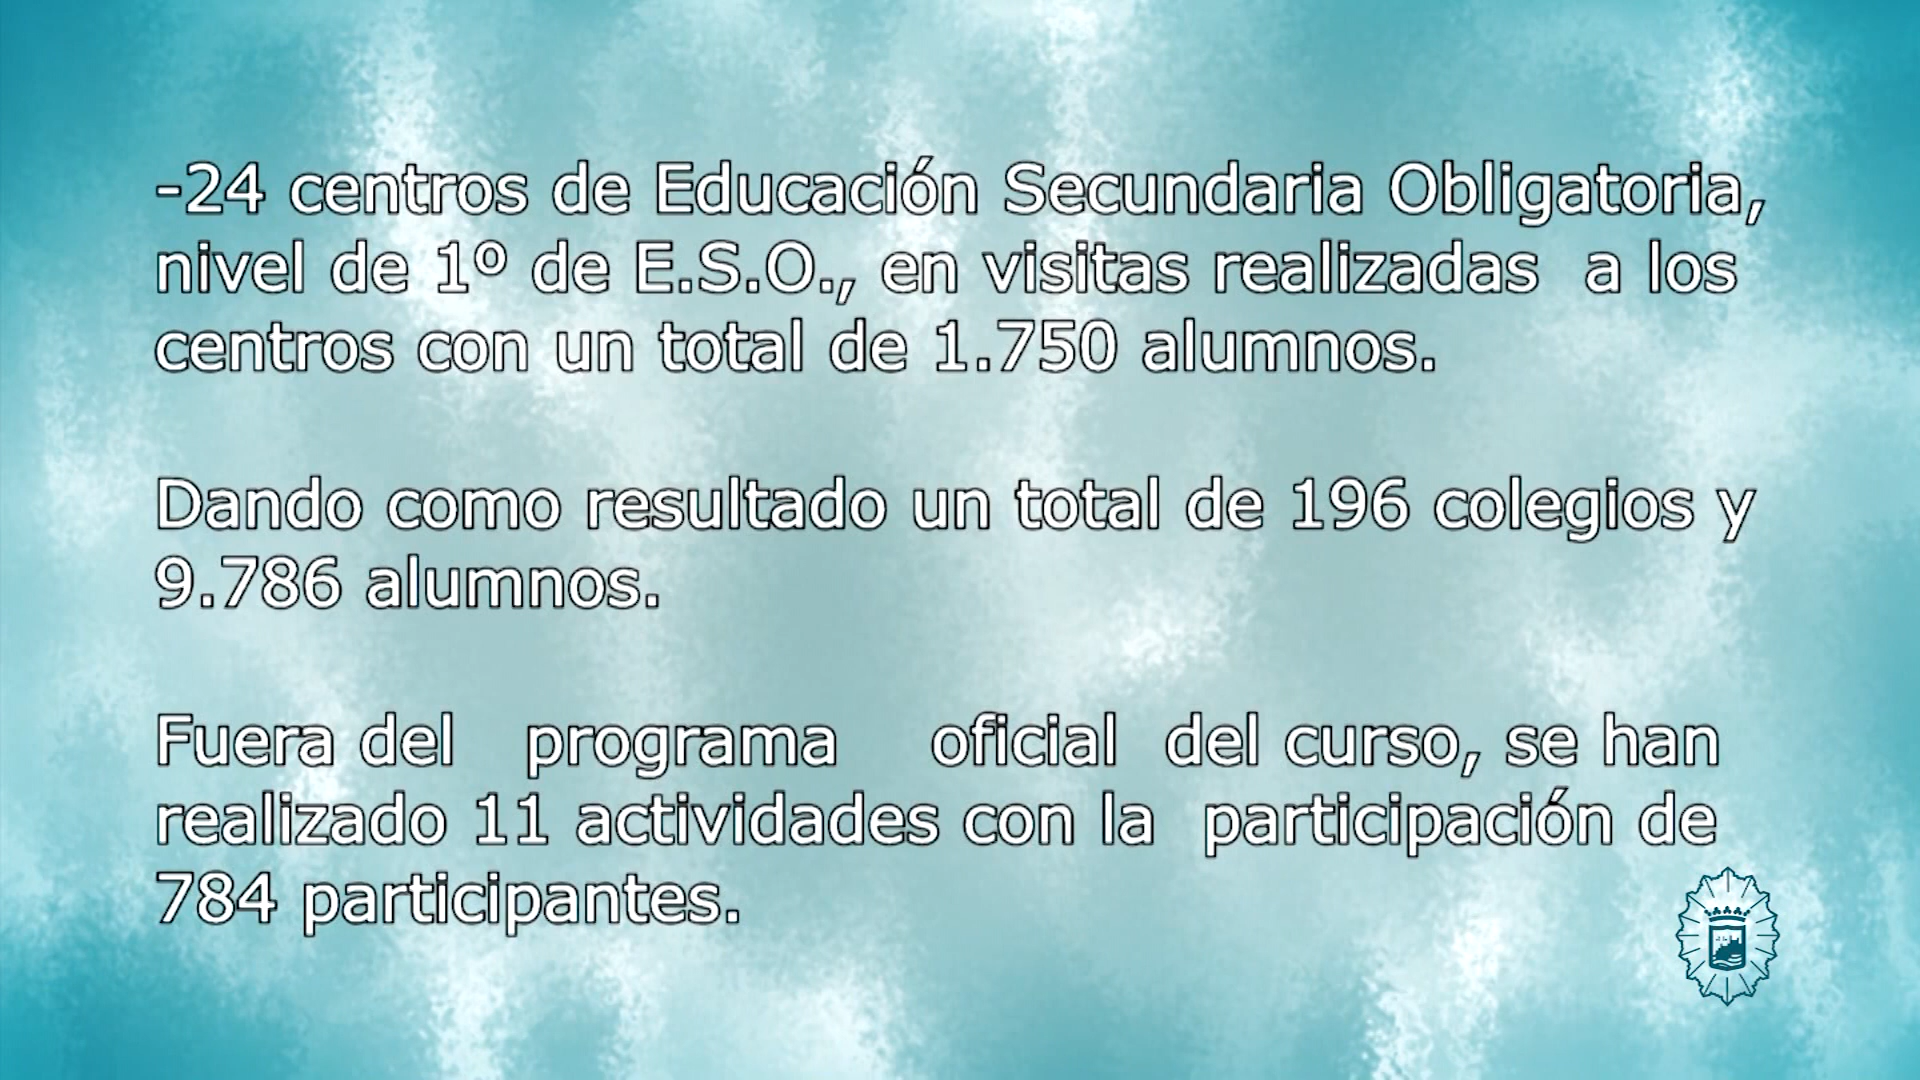 -24 centros de Educación Secundaria Obligatoria,
nivel de 1º de E.S.O., en visitas realizadas a los
centros con un total de 1.750 alumnos.
Dando como resultado un total de 196 colegios y
9.786 alumnos.
Fuera del programa oficial del curso, se han
realizado 11 actividades con la participación de
784 participantes.